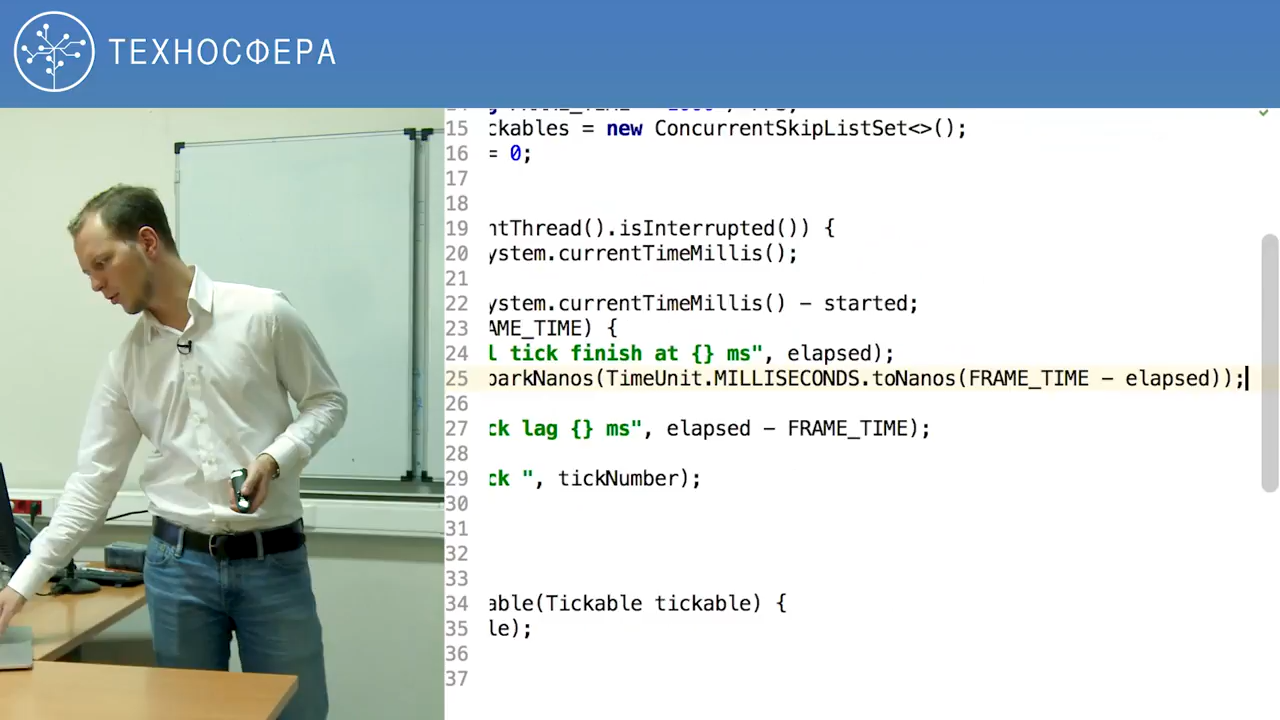 ТЕХНОСФЕРА
15 ckables = new ConcurrentSkipListSet<>();
16 = 0;
17
18
19 ntThread().isInterrupted()) {
20 ystem.currentTimeMillis();
21
22 ystem.currentTimeMillis() - started;
23 AME_TIME) {
24 l tick finish at {} ms", elapsed);
25 parkNanos(TimeUnit.MILLISECONDS.toNanos(FRAME_TIME - elapsed));
26
27 ck lag {} ms", elapsed - FRAME_TIME);
28
29 ck ", tickNumber);
30
31
32
33
34 able(Tickable tickable) {
35 le);
36
37